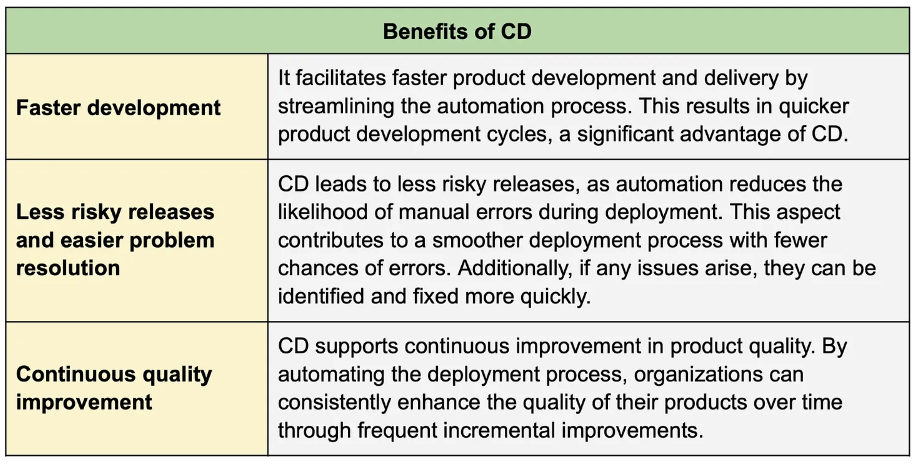 Benefits of CD
Faster development
It facilitates faster product development and delivery by
streamlining the automation process. This results in quicker
product development cycles, a significant advantage of CD.
Less risky releases
and easier problem
resolution
CD leads to less risky releases, as automation reduces the
likelihood of manual errors during deployment. This aspect
contributes to a smoother deployment process with fewer
chances of errors. Additionally, if any issues arise, they can be
identified and fixed more quickly.
Continuous quality
improvement
CD supports continuous improvement in product quality. By
automating the deployment process, organizations can
consistently enhance the quality of their products over time
through frequent incremental improvements.